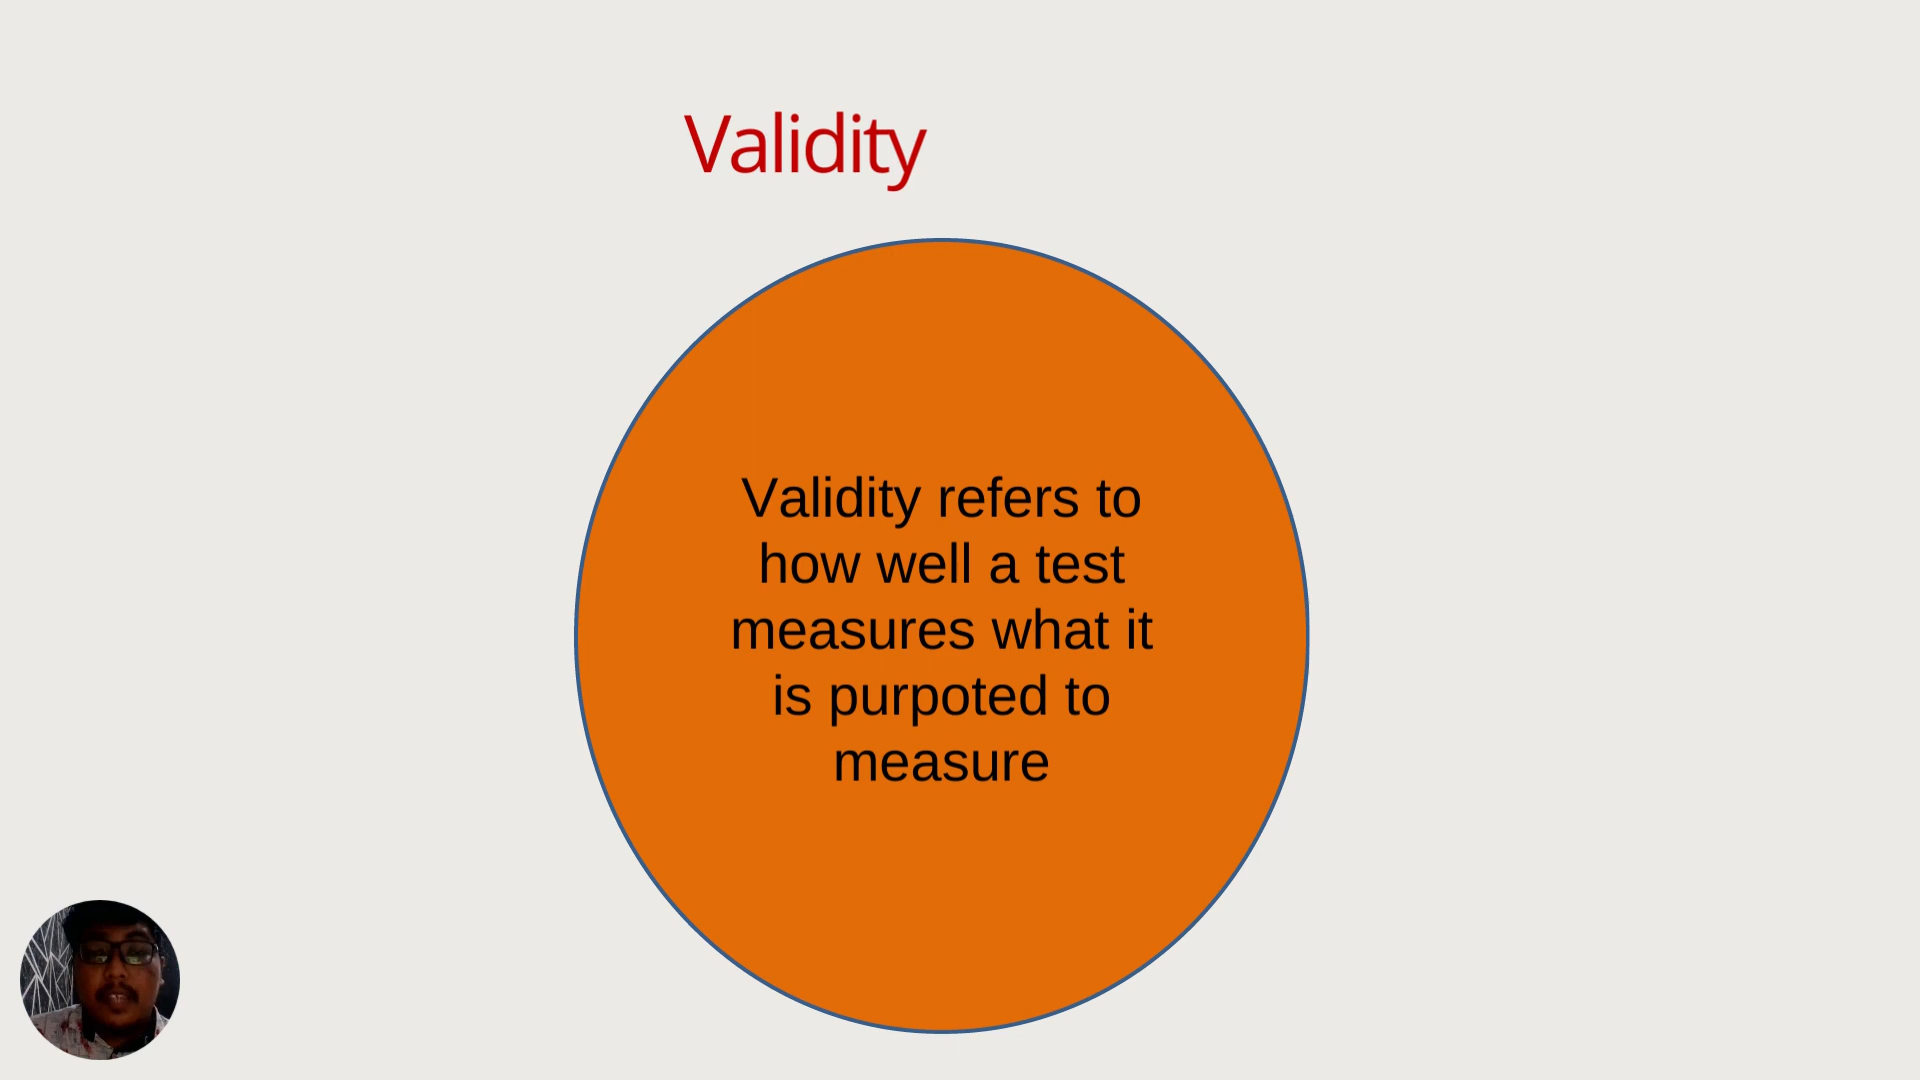 Validity
Validity refers to
how well a test
measures what it
is purpoted to
measure